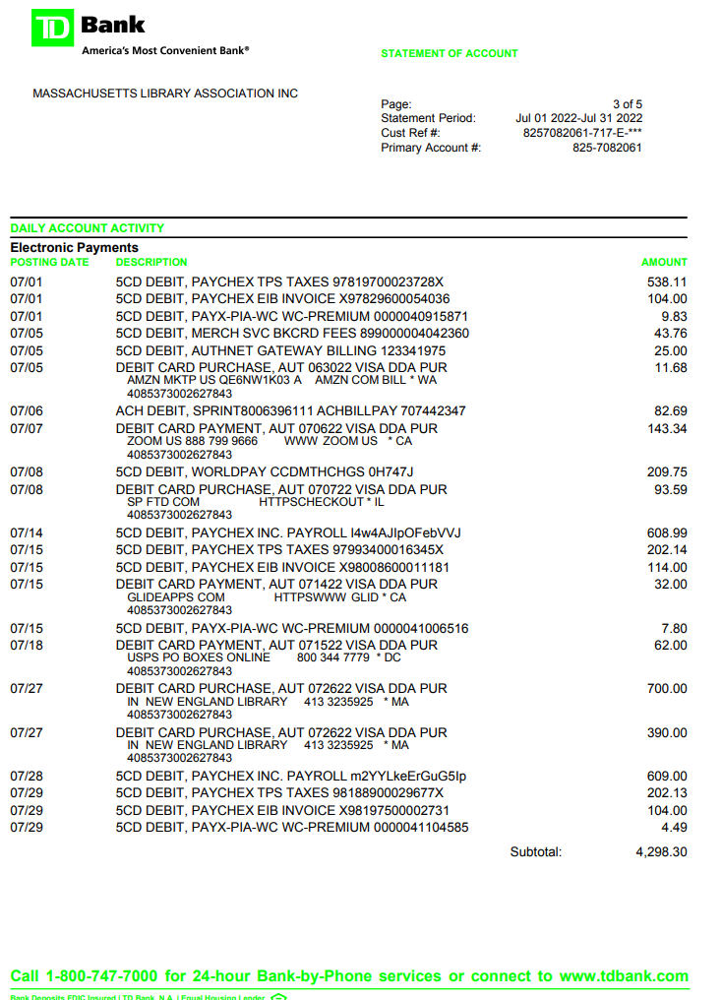 TD Bank
America's Most Convenient Bank®
STATEMENT OF ACCOUNT
MASSACHUSETTS LIBRARY ASSOCIATION INC
Page: 3 of 5
Statement Period: Jul 01 2022-Jul 31 2022
Cust Ref #: 8257082061-717-E-***
Primary Account #: 825-7082061
DAILY ACCOUNT ACTIVITY
Electronic Payments
POSTING DATE DESCRIPTION AMOUNT
07/01 5CD DEBIT, PAYCHEX TPS TAXES 97819700023728X 538.11
07/01 5CD DEBIT, PAYCHEX EIB INVOICE X97829600054036 104.00
07/01 5CD DEBIT, PAYX-PIA-WC WC-PREMIUM 0000040915871 9.83
07/05 5CD DEBIT, MERCH SVC BKCRD FEES 899000004042360 43.76
07/05 5CD DEBIT, AUTHNET GATEWAY BILLING 123341975 25.00
07/05 DEBIT CARD PURCHASE, AUT 063022 VISA DDA PUR 11.68
AMZN MKTP US QE6NW1K03 A AMZN COM BILL * WA
4085373002627843
07/06 ACH DEBIT, SPRINT8006396111 ACHBILLPAY 707442347 82.69
07/07 DEBIT CARD PAYMENT, AUT 070622 VISA DDA PUR 143.34
ZOOM US 888 799 9666 WWW ZOOM US * CA
4085373002627843
07/08 5CD DEBIT, WORLDPAY CCDMTHCHGS 0H747J 209.75
07/08 DEBIT CARD PURCHASE, AUT 070722 VISA DDA PUR 93.59
SP FTD COM HTTPSCHECKOUT * IL
4085373002627843
07/14 5CD DEBIT, PAYCHEX INC. PAYROLL I4w4AJIpOFebVVJ 608.99
07/15 5CD DEBIT, PAYCHEX TPS TAXES 97993400016345X 202.14
07/15 5CD DEBIT, PAYCHEX EIB INVOICE X98008600011181 114.00
07/15 DEBIT CARD PAYMENT, AUT 071422 VISA DDA PUR 32.00
GLIDEAPPS COM HTTPSWWW GLID * CA
4085373002627843
07/15 5CD DEBIT, PAYX-PIA-WC WC-PREMIUM 0000041006516 7.80
07/18 DEBIT CARD PAYMENT, AUT 071522 VISA DDA PUR 62.00
USPS PO BOXES ONLINE 800 344 7779 * DC
4085373002627843
07/27 DEBIT CARD PURCHASE, AUT 072622 VISA DDA PUR 700.00
IN NEW ENGLAND LIBRARY 413 3235925 * MA
4085373002627843
07/27 DEBIT CARD PURCHASE, AUT 072622 VISA DDA PUR 390.00
IN NEW ENGLAND LIBRARY 413 3235925 * MA
4085373002627843
07/28 5CD DEBIT, PAYCHEX INC. PAYROLL m2YYLkeErGuG5Ip 609.00
07/29 5CD DEBIT, PAYCHEX TPS TAXES 98188900029677X 202.13
07/29 5CD DEBIT, PAYCHEX EIB INVOICE X98197500002731 104.00
07/29 5CD DEBIT, PAYX-PIA-WC WC-PREMIUM 0000041104585 4.49
Subtotal: 4,298.30
Call 1-800-747-7000 for 24-hour Bank-by-Phone services or connect to www.tdbank.com
Bank Deposits FDIC Insured | TD Bank, N.A. | Equal Housing Lender